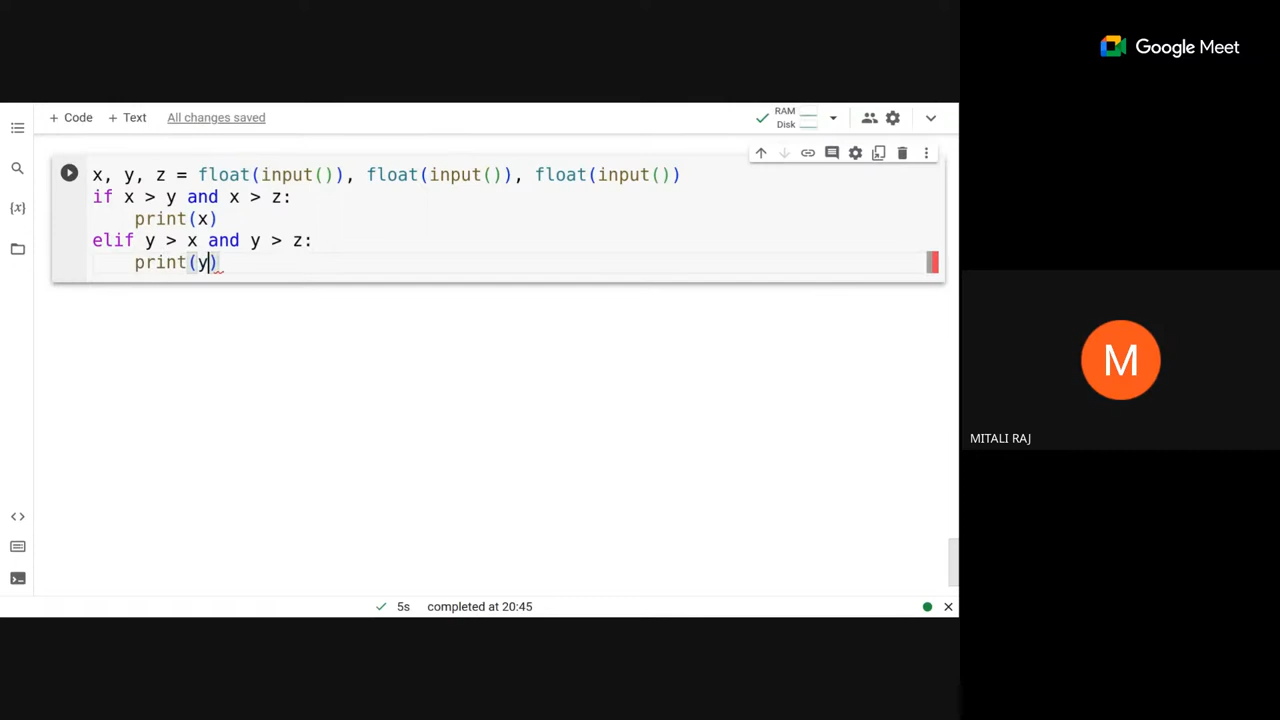 Google Meet
+ Code + Text All changes saved
RAM
Disk
x, y, z = float(input()), float(input()), float(input())
if x > y and x > z:
    print(x)
elif y > x and y > z:
    print(y)
{x}
M
MITALI RAJ
5s completed at 20:45